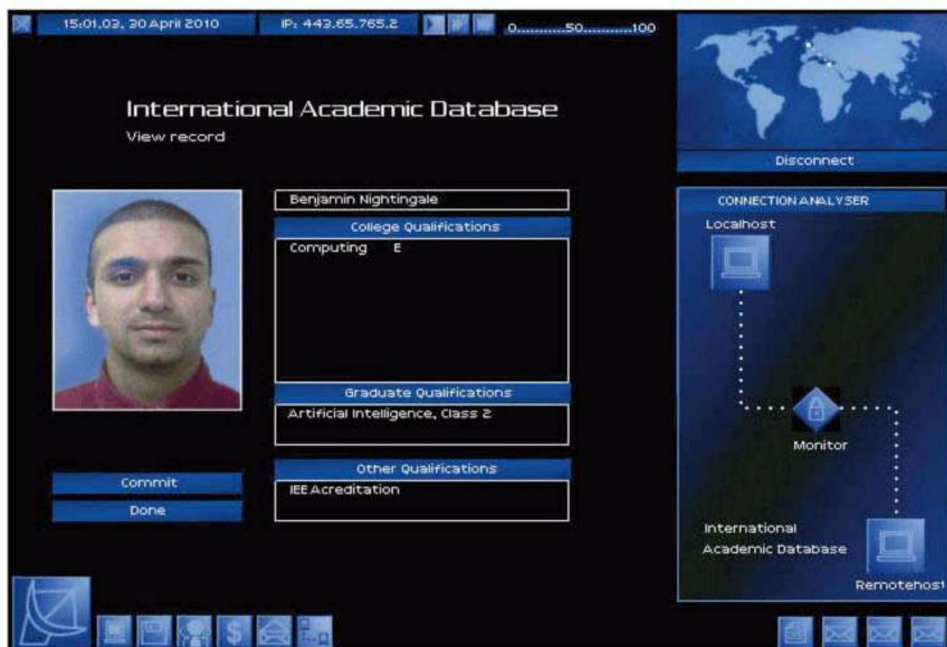 15:01.03, 30 April 2010
IP: 443.65.765.2
0...........50...........100
International Academic Database
View record
Disconnect
Benjamin Nightingale
College Qualifications
Computing E
Graduate Qualifications
Artificial Intelligence, Class 2
Other Qualifications
IEE Acreditation
Commit
Done
CONNECTION ANALYSER
Localhost
Monitor
International
Academic Database
Remotehost
$